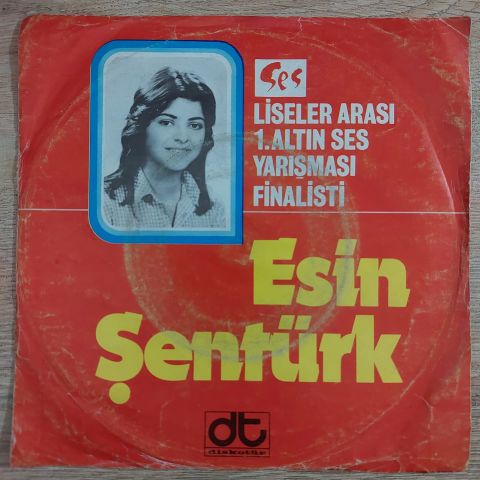 Ses
LİSELER ARASI
1. ALTIN SES
YARIŞMASI
FİNALİSTİ
Esin
Şentürk
dt
diskotür